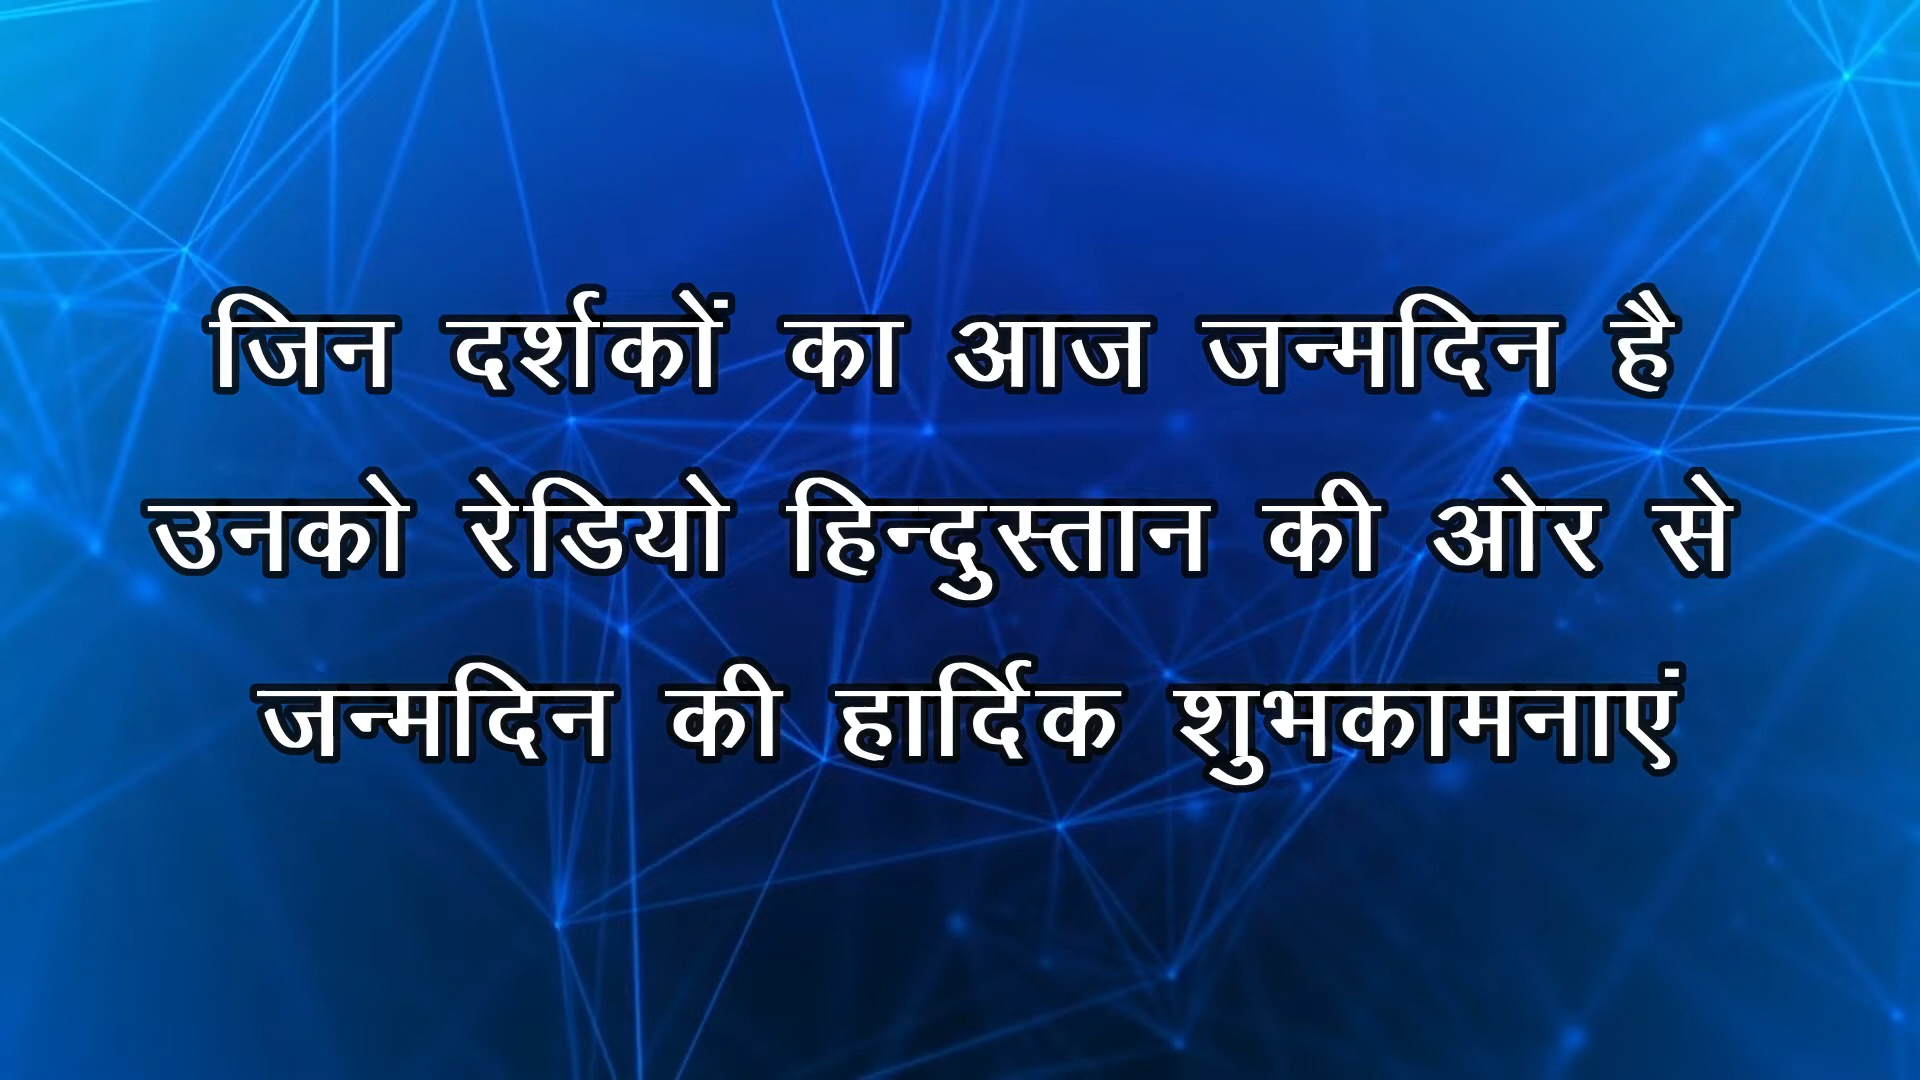 जिन दर्शकों का आज जन्मदिन है
उनको रेडियो हिन्दुस्तान की ओर से
जन्मदिन की हार्दिक शुभकामनाएं